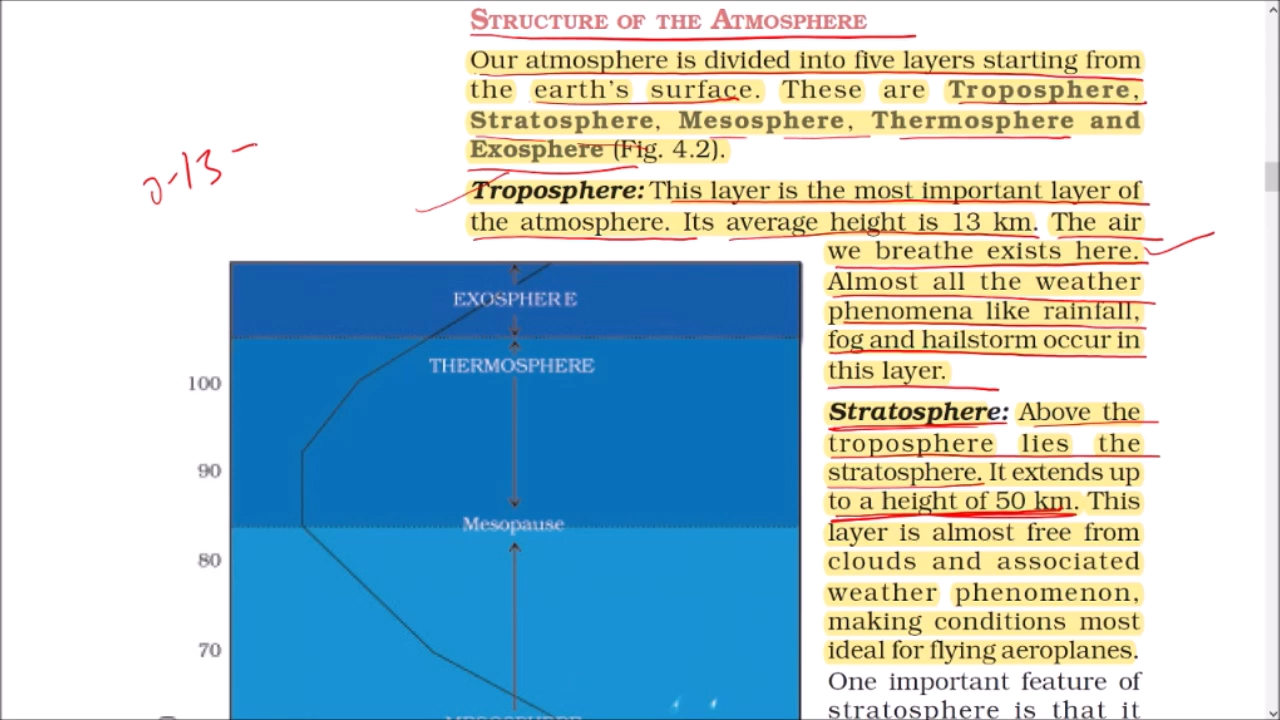 STRUCTURE OF THE ATMOSPHERE
Our atmosphere is divided into five layers starting from
the earth's surface. These are Troposphere,
Stratosphere, Mesosphere, Thermosphere and
Exosphere (Fig. 4.2).
0-13
Troposphere: This layer is the most important layer of
the atmosphere. Its average height is 13 km. The air
we breathe exists here.
Almost all the weather
phenomena like rainfall,
fog and hailstorm occur in
this layer.
Stratosphere: Above the
troposphere lies the
stratosphere. It extends up
to a height of 50 km. This
layer is almost free from
clouds and associated
weather phenomenon,
making conditions most
ideal for flying aeroplanes.
One important feature of
stratosphere is that it
EXOSPHERE
THERMOSPHERE
100
90
Mesopause
80
70
MESOSPHERE